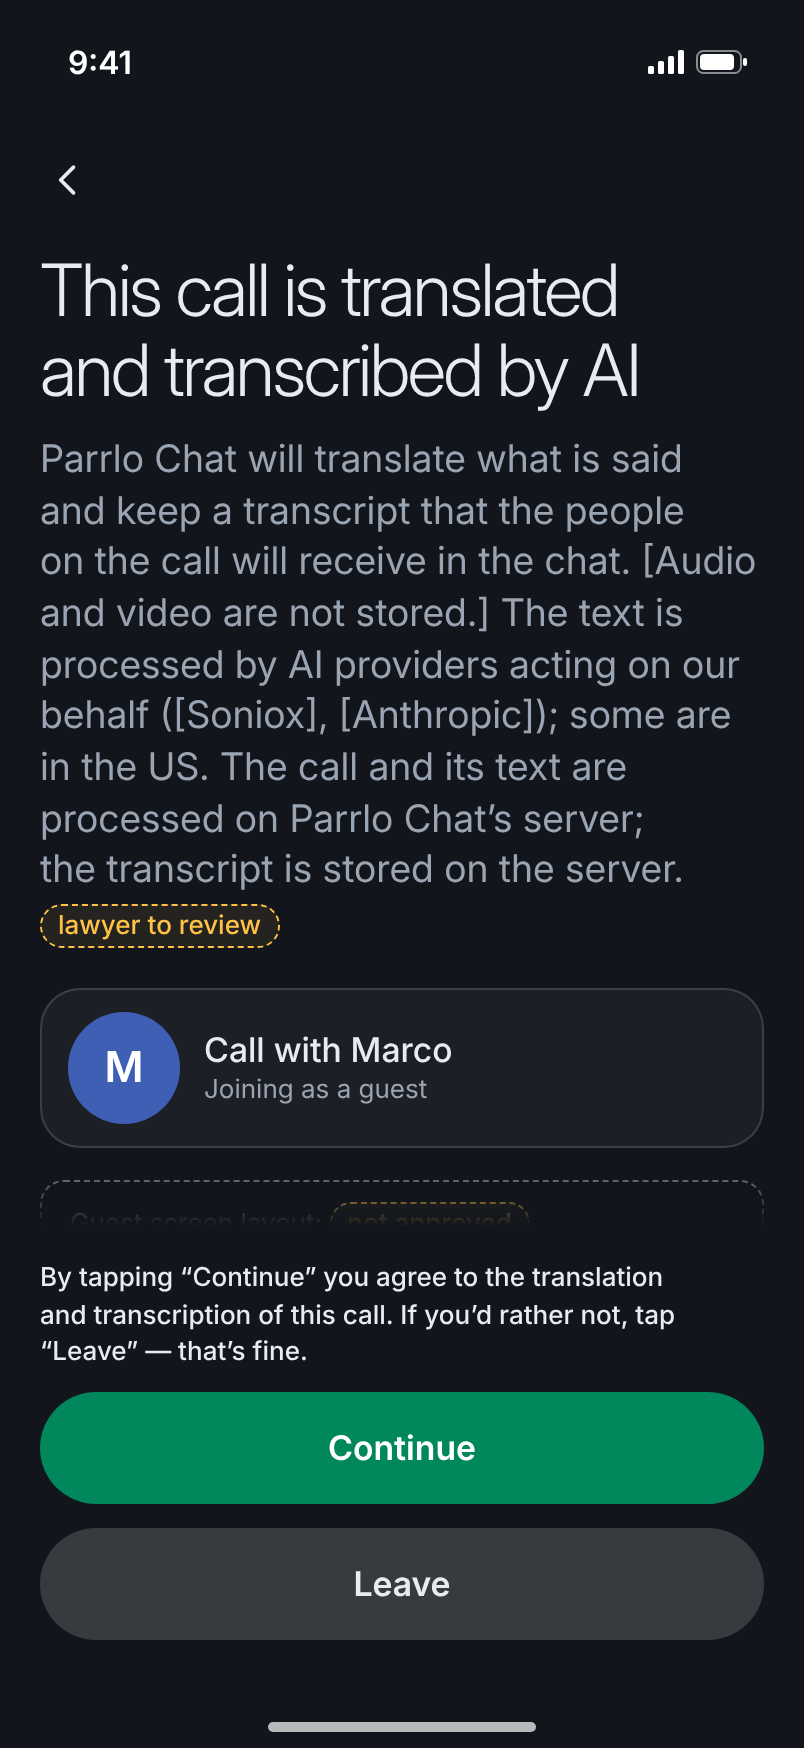 9:41
This call is translated
and transcribed by AI
Parrlo Chat will translate what is said
and keep a transcript that the people
on the call will receive in the chat. [Audio
and video are not stored.] The text is
processed by AI providers acting on our
behalf ([Soniox], [Anthropic]); some are
in the US. The call and its text are
processed on Parrlo Chat’s server;
the transcript is stored on the server.
lawyer to review
M
Call with Marco
Joining as a guest
Guest screen layout: not approved
By tapping “Continue” you agree to the translation
and transcription of this call. If you’d rather not, tap
“Leave” — that’s fine.
Continue
Leave